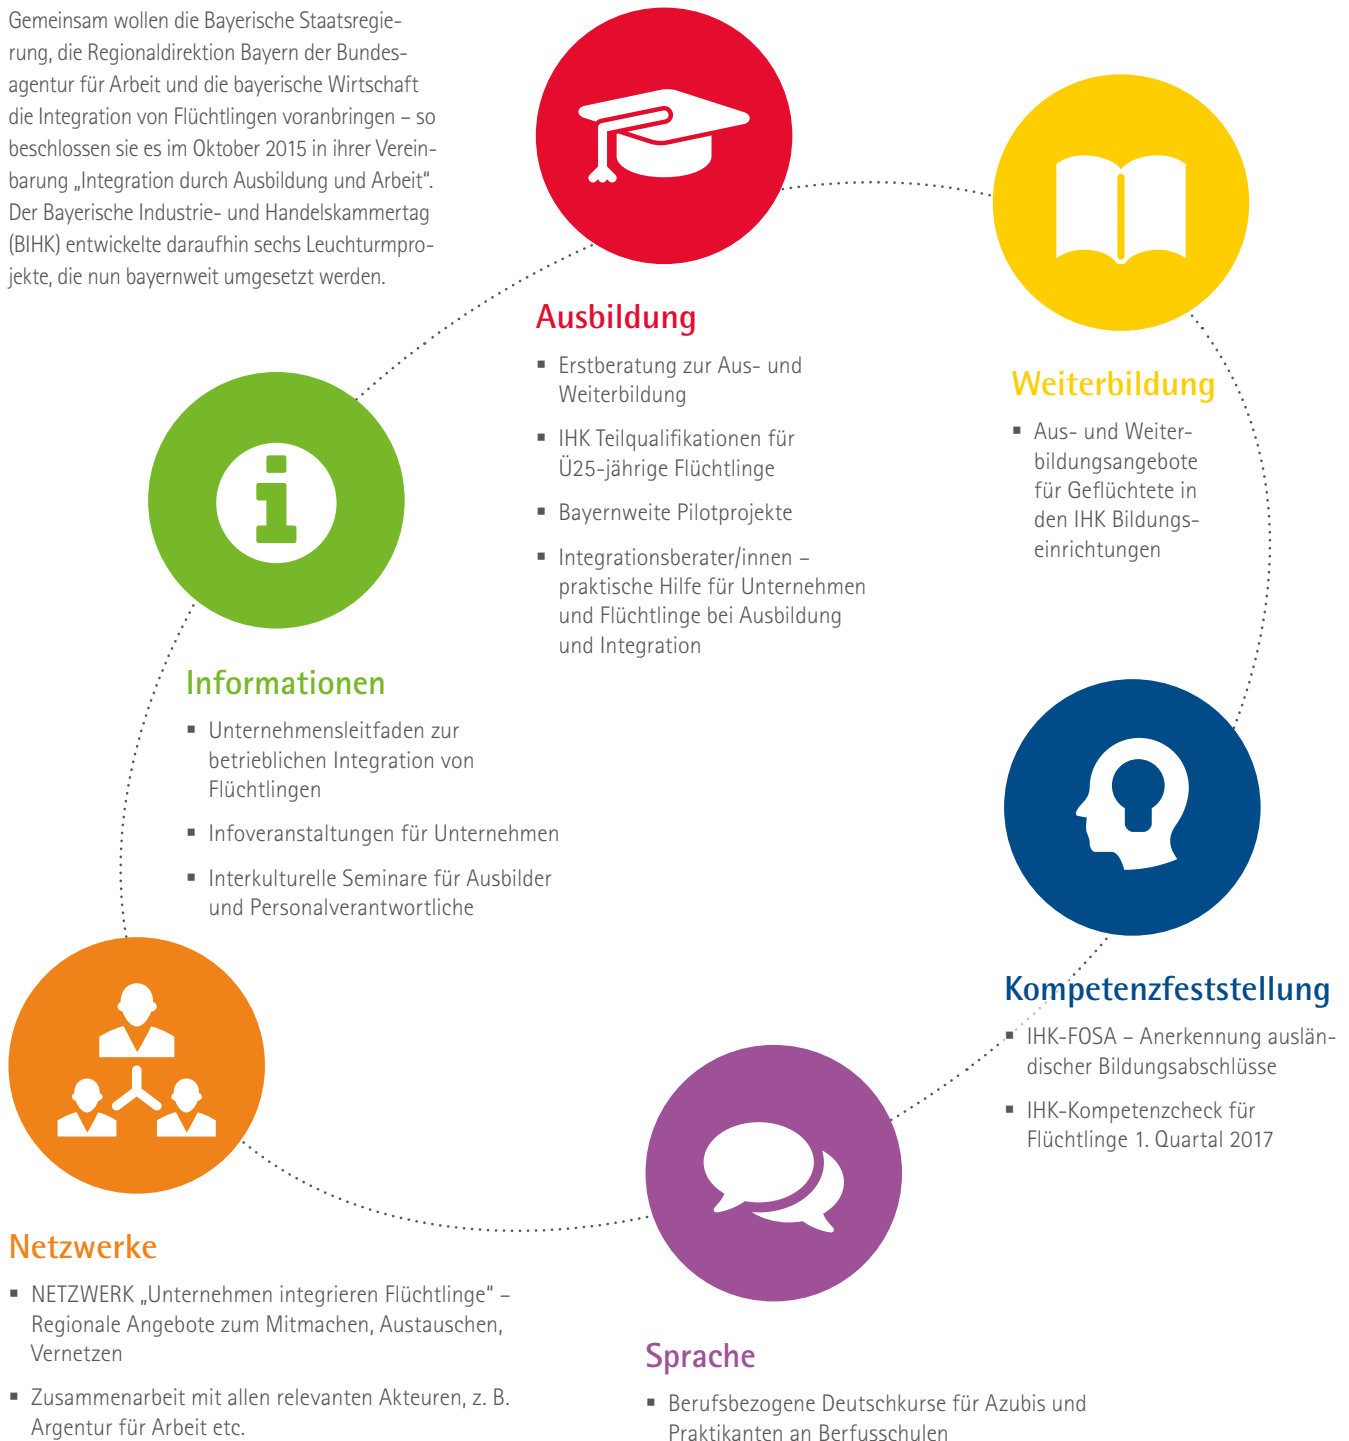 Gemeinsam wollen die Bayerische Staatsregie-
rung, die Regionaldirektion Bayern der Bundes-
agentur für Arbeit und die bayerische Wirtschaft
die Integration von Flüchtlingen voranbringen – so
beschlossen sie es im Oktober 2015 in ihrer Verein-
barung „Integration durch Ausbildung und Arbeit“.
Der Bayerische Industrie- und Handelskammertag
(BIHK) entwickelte daraufhin sechs Leuchturmpro-
jekte, die nun bayernweit umgesetzt werden.
Ausbildung
▪ Erstberatung zur Aus- und
Weiterbildung
▪ IHK Teilqualifikationen für
Ü25-jährige Flüchtlinge
▪ Bayernweite Pilotprojekte
▪ Integrationsberater/innen –
praktische Hilfe für Unternehmen
und Flüchtlinge bei Ausbildung
und Integration
Weiterbildung
▪ Aus- und Weiter-
bildungsangebote
für Geflüchtete in
den IHK Bildungs-
einrichtungen
Informationen
▪ Unternehmensleitfaden zur
betrieblichen Integration von
Flüchtlingen
▪ Infoveranstaltungen für Unternehmen
▪ Interkulturelle Seminare für Ausbilder
und Personalverantwortliche
Kompetenzfeststellung
▪ IHK-FOSA – Anerkennung auslän-
discher Bildungsabschlüsse
▪ IHK-Kompetenzcheck für
Flüchtlinge 1. Quartal 2017
Netzwerke
▪ NETZWERK „Unternehmen integrieren Flüchtlinge“ –
Regionale Angebote zum Mitmachen, Austauschen,
Vernetzen
▪ Zusammenarbeit mit allen relevanten Akteuren, z. B.
Argentur für Arbeit etc.
Sprache
▪ Berufsbezogene Deutschkurse für Azubis und
Praktikanten an Berfusschulen